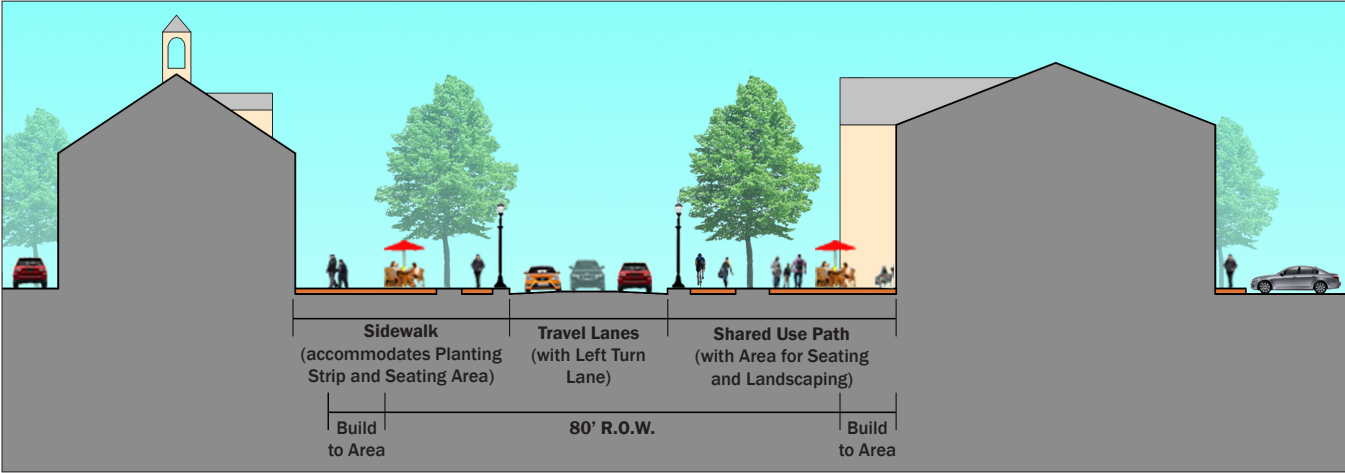 Sidewalk
(accommodates Planting
Strip and Seating Area)
Travel Lanes
(with Left Turn
Lane)
Shared Use Path
(with Area for Seating
and Landscaping)
Build
to Area
80’ R.O.W.
Build
to Area